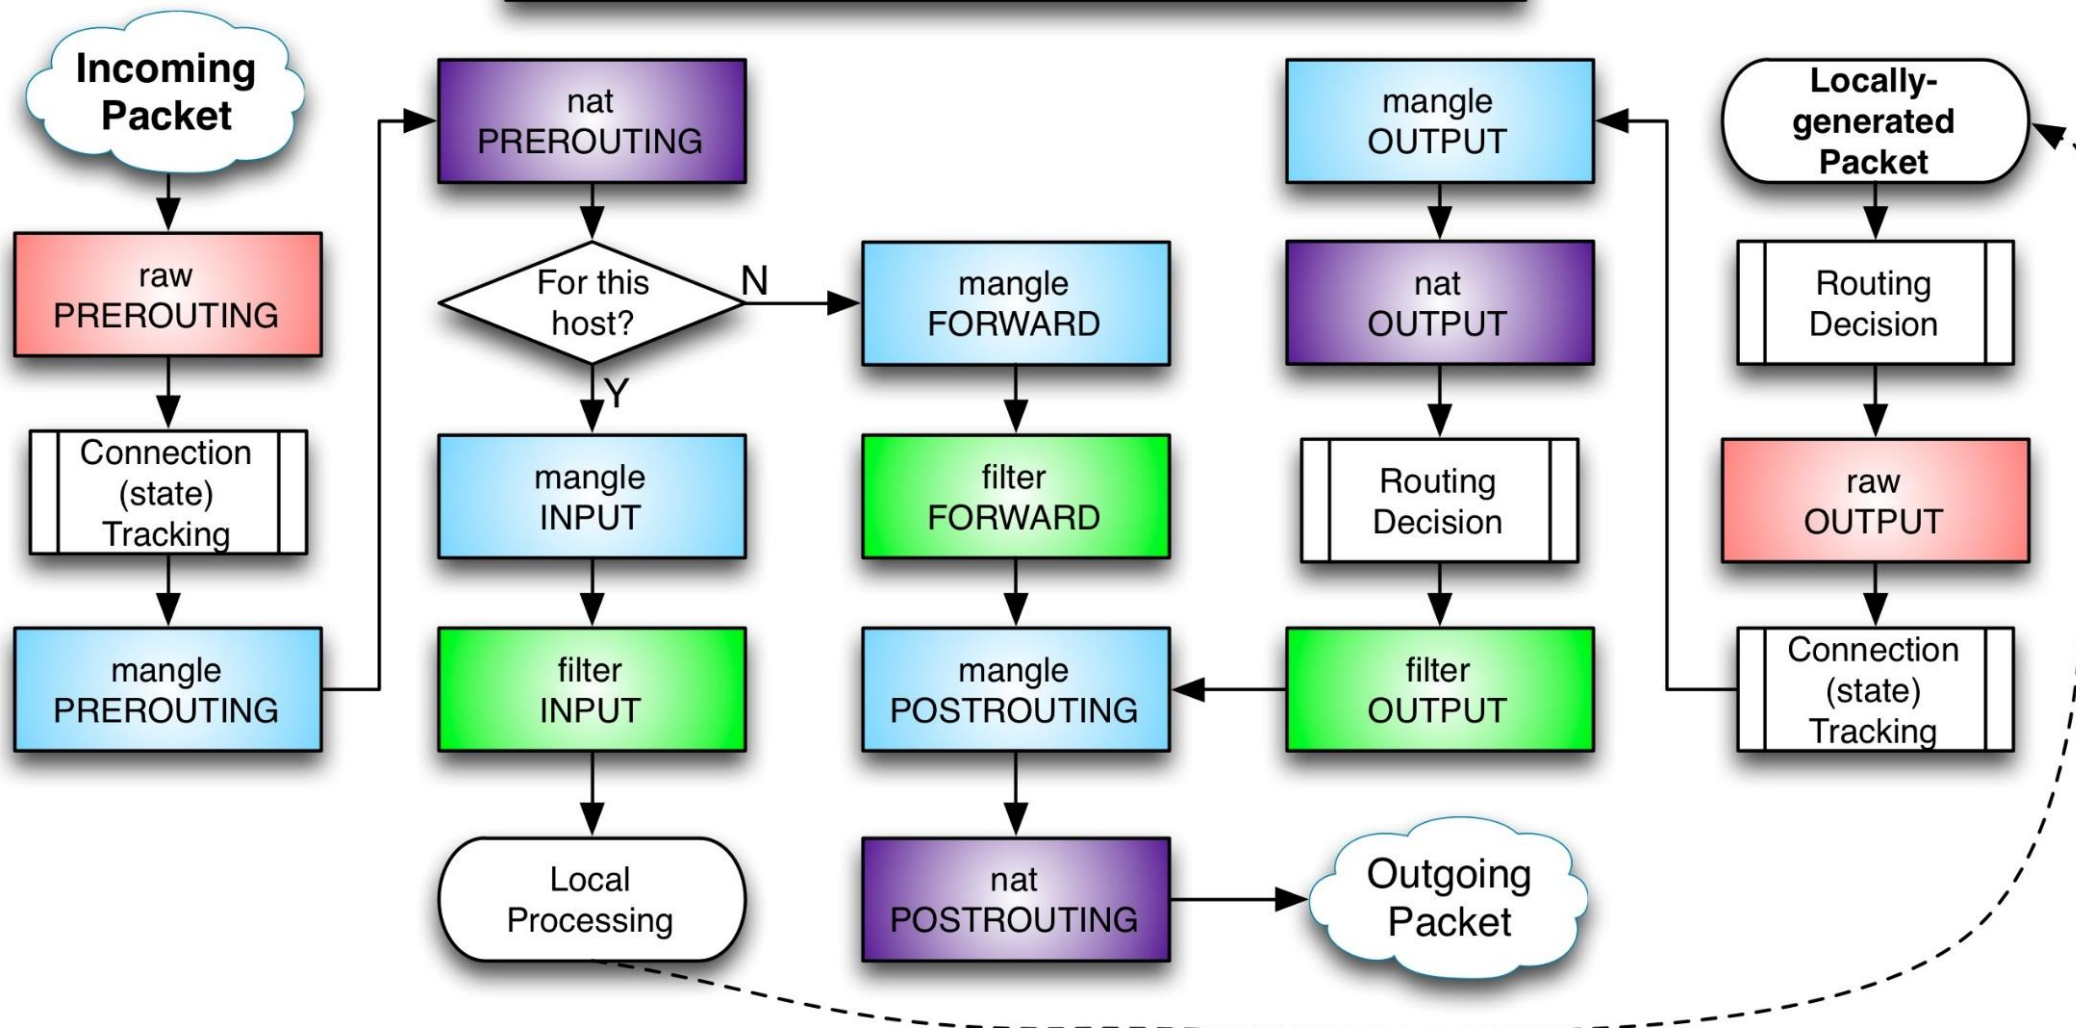 Incoming
Packet
raw
PREROUTING
Connection
(state)
Tracking
mangle
PREROUTING
nat
PREROUTING
For this
host?
N
Y
mangle
INPUT
filter
INPUT
Local
Processing
mangle
FORWARD
filter
FORWARD
mangle
POSTROUTING
nat
POSTROUTING
Outgoing
Packet
mangle
OUTPUT
nat
OUTPUT
Routing
Decision
filter
OUTPUT
Locally-
generated
Packet
Routing
Decision
raw
OUTPUT
Connection
(state)
Tracking